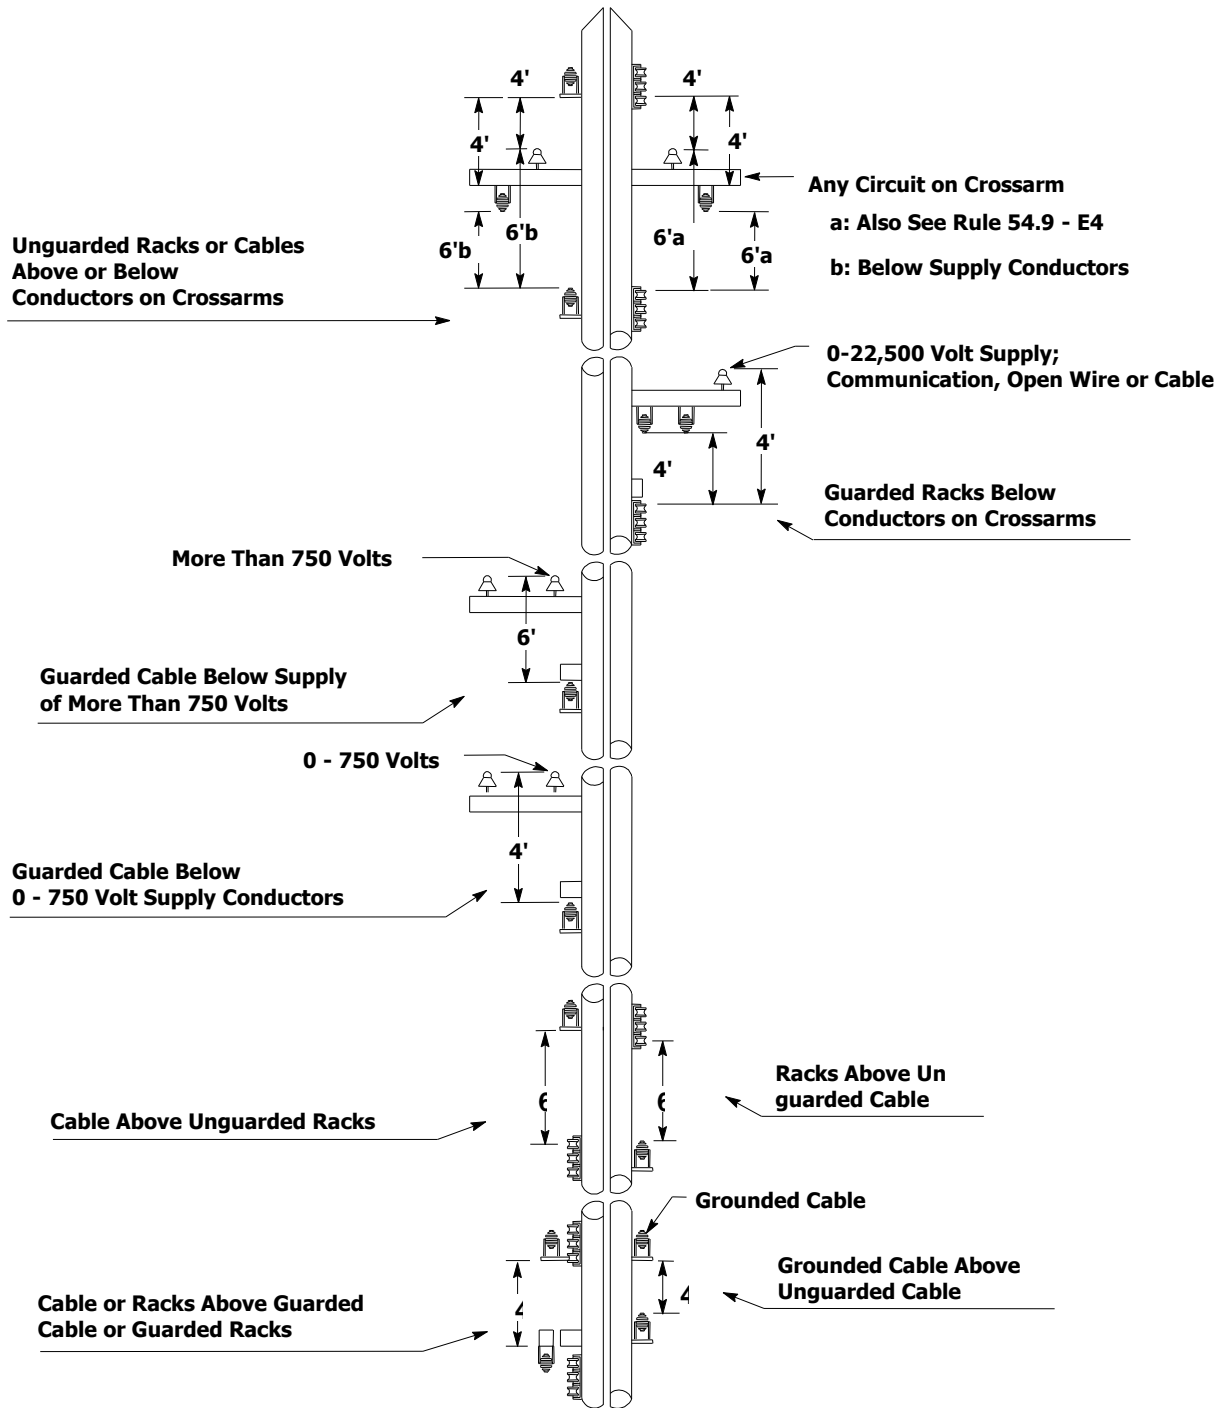 4'
4'
4'
4'
Any Circuit on Crossarm
a: Also See Rule 54.9 - E4
6'b
6'b
6'a
6'a
b: Below Supply Conductors
Unguarded Racks or Cables
Above or Below
Conductors on Crossarms
0-22,500 Volt Supply;
Communication, Open Wire or Cable
4'
4'
Guarded Racks Below
Conductors on Crossarms
More Than 750 Volts
6'
Guarded Cable Below Supply
of More Than 750 Volts
0 - 750 Volts
4'
Guarded Cable Below
0 - 750 Volt Supply Conductors
Racks Above Un
guarded Cable
6
6
Cable Above Unguarded Racks
Grounded Cable
Grounded Cable Above
Unguarded Cable
4
4
Cable or Racks Above Guarded
Cable or Guarded Racks